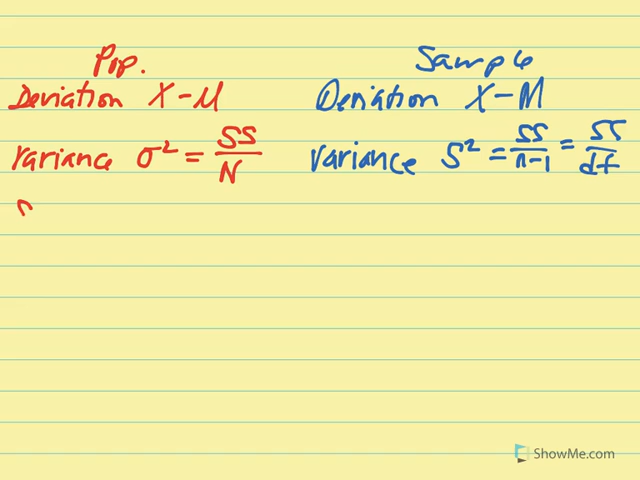 Pop.
Deviation X-μ
Variance σ² = SS/N
Sample
Deviation X-M
Variance S² = SS/n-1 = SS/df
ShowMe.com